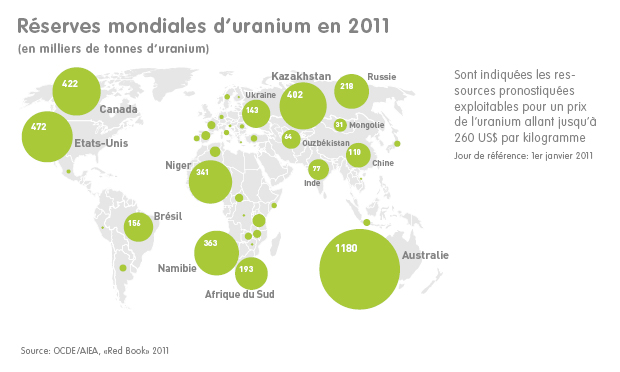 Réserves mondiales d’uranium en 2011
(en milliers de tonnes d’uranium)
422
Canada
472
Etats-Unis
Kazakhstan
402
218
Russie
Ukraine
143
31
Mongolie
64
Ouzbékistan
110
Chine
77
Inde
Niger
341
156
Brésil
363
Namibie
193
Afrique du Sud
1180
Australie
Sont indiquées les res-
sources pronostiquées
exploitables pour un prix
de l’uranium allant jusqu’à
260 US$ par kilogramme
Jour de référence: 1er janvier 2011
Source: OCDE/AIEA, «Red Book» 2011